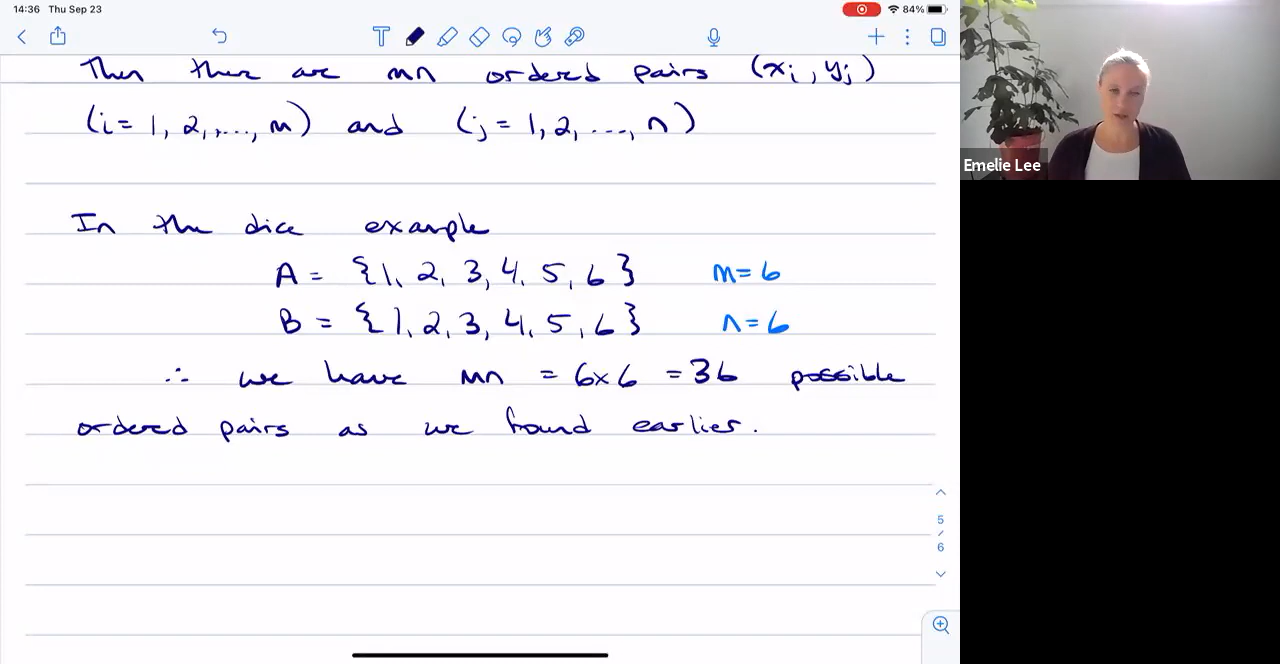 14:36 Thu Sep 23
84%
Then there are mn ordered pairs (xi, yj)
(i = 1, 2, ..., m) and (j = 1, 2, ..., n)
In the dice example
A = {1, 2, 3, 4, 5, 6} m=6
B = {1, 2, 3, 4, 5, 6} n=6
∴ we have mn = 6×6 = 36 possible
ordered pairs as we found earlier.
5
/
6
Emelie Lee